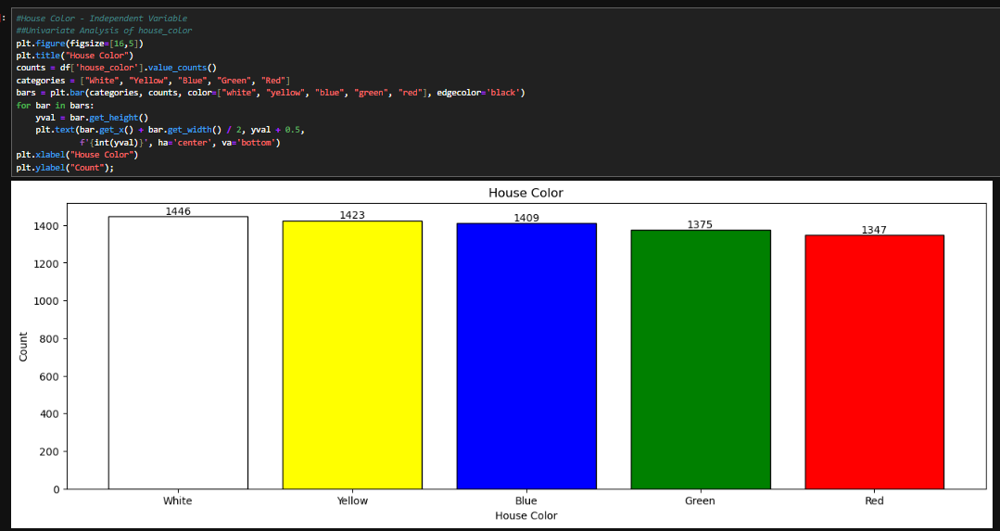 :
#House Color - Independent Variable
##Univariate Analysis of house_color
plt.figure(figsize=[16,5])
plt.title("House Color")
counts = df['house_color'].value_counts()
categories = ["White", "Yellow", "Blue", "Green", "Red"]
bars = plt.bar(categories, counts, color=["white", "yellow", "blue", "green", "red"], edgecolor='black')
for bar in bars:
    yval = bar.get_height()
    plt.text(bar.get_x() + bar.get_width() / 2, yval + 0.5,
             f'{int(yval)}', ha='center', va='bottom')
plt.xlabel("House Color")
plt.ylabel("Count");
House Color
1446
1423
1409
1375
1347
1400
1200
1000
800
600
400
200
0
Count
White Yellow Blue Green Red
House Color